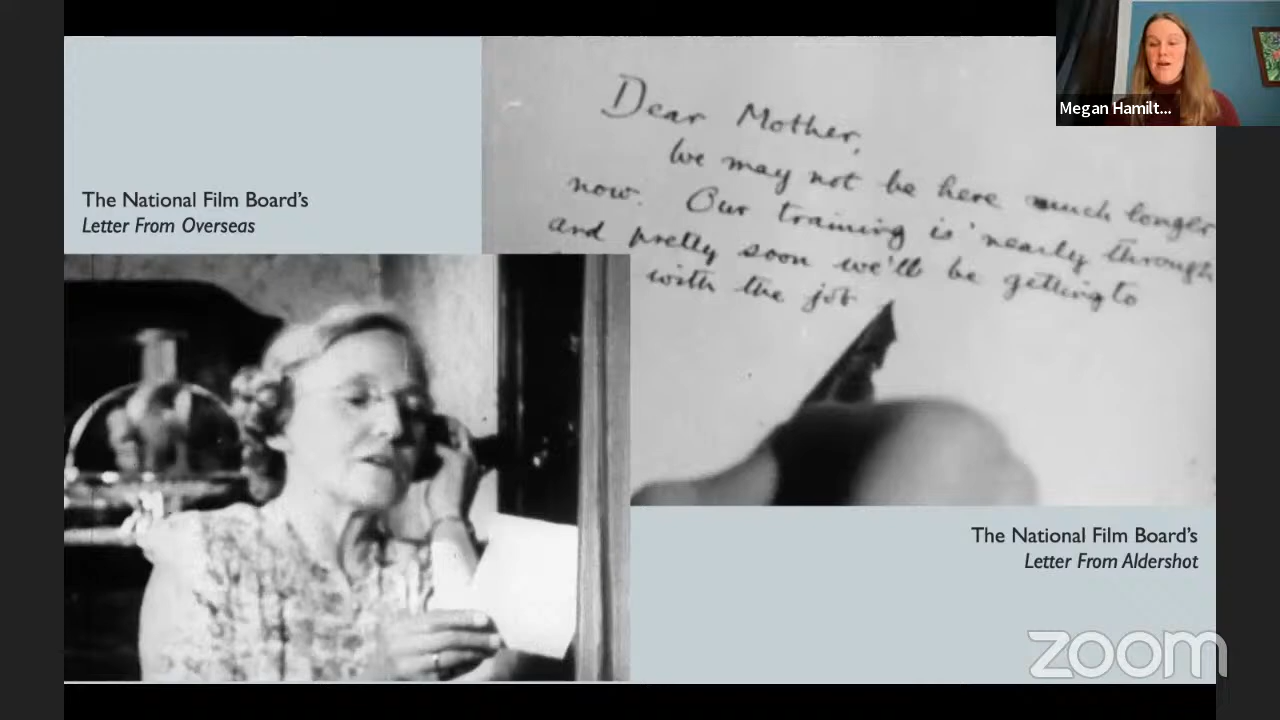 Megan Hamilt...
The National Film Board's
Letter From Overseas
Dear Mother,
We may not be here much longer
now. Our training is nearly through
and pretty soon we'll be getting to
with the job
The National Film Board's
Letter From Aldershot
zoom